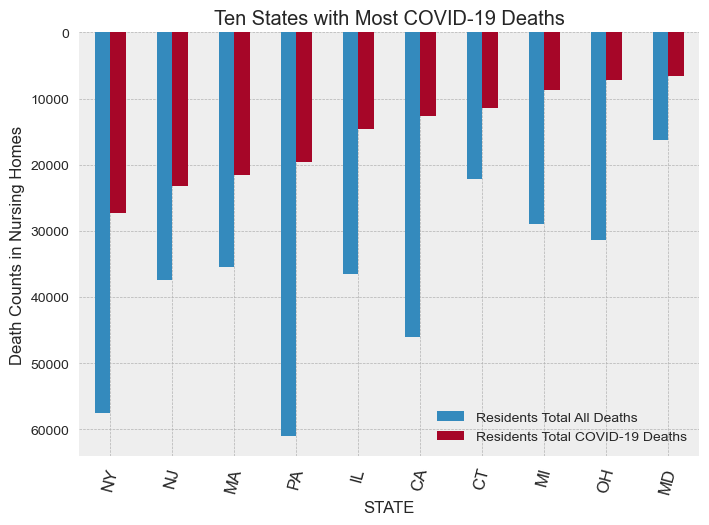 Ten States with Most COVID-19 Deaths
0
10000
20000
30000
40000
50000
60000
Death Counts in Nursing Homes
Residents Total All Deaths
Residents Total COVID-19 Deaths
NY NJ MA PA IL CA CT MI OH MD
STATE